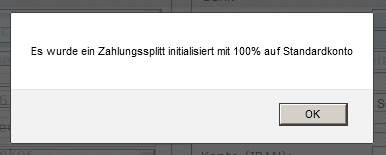 Es wurde ein Zahlungssplitt initialisiert mit 100% auf Standardkonto
OK